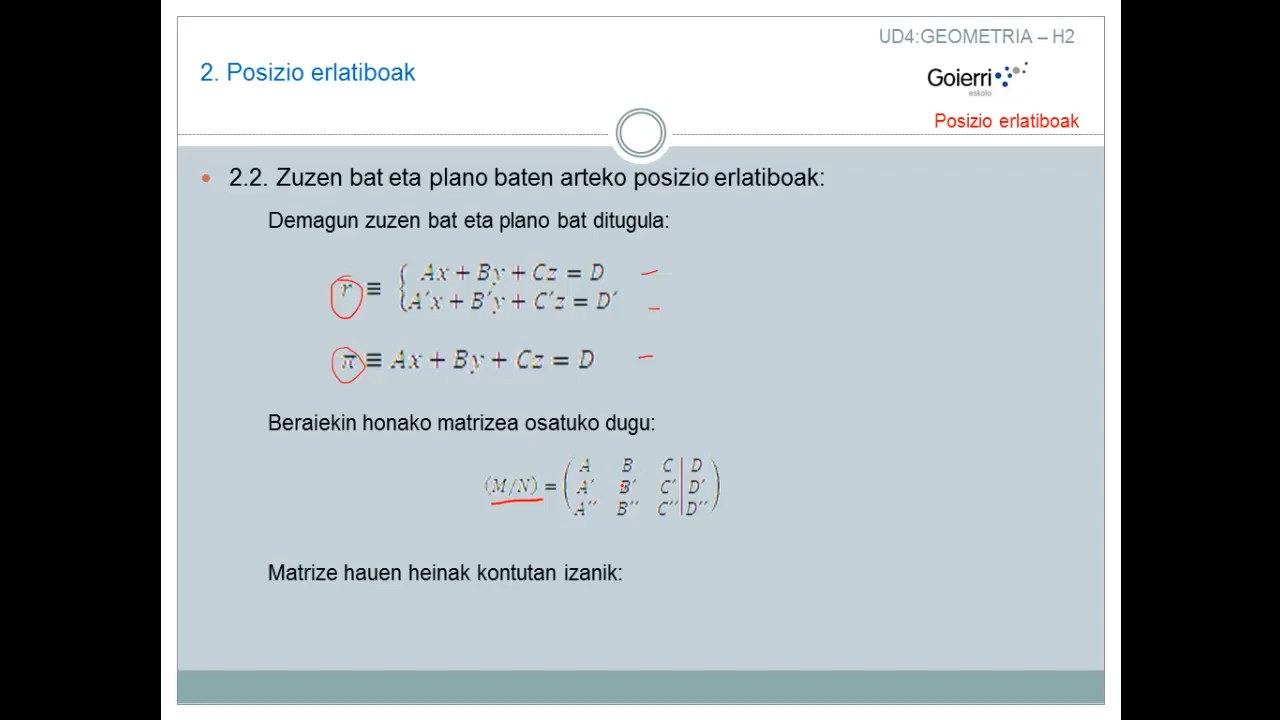 UD4:GEOMETRIA – H2
2. Posizio erlatiboak
Goierri
eskola
Posizio erlatiboak
• 2.2. Zuzen bat eta plano baten arteko posizio erlatiboak:
Demagun zuzen bat eta plano bat ditugula:
r ≡ { Ax + By + Cz = D
A′x + B′y + C′z = D′
π ≡ Ax + By + Cz = D
Beraiekin honako matrizea osatuko dugu:
A B C | D
(M/N) = ( A′ B′ C′ | D′ )
A′′ B′′ C′′ | D′′
Matrize hauen heinak kontutan izanik: